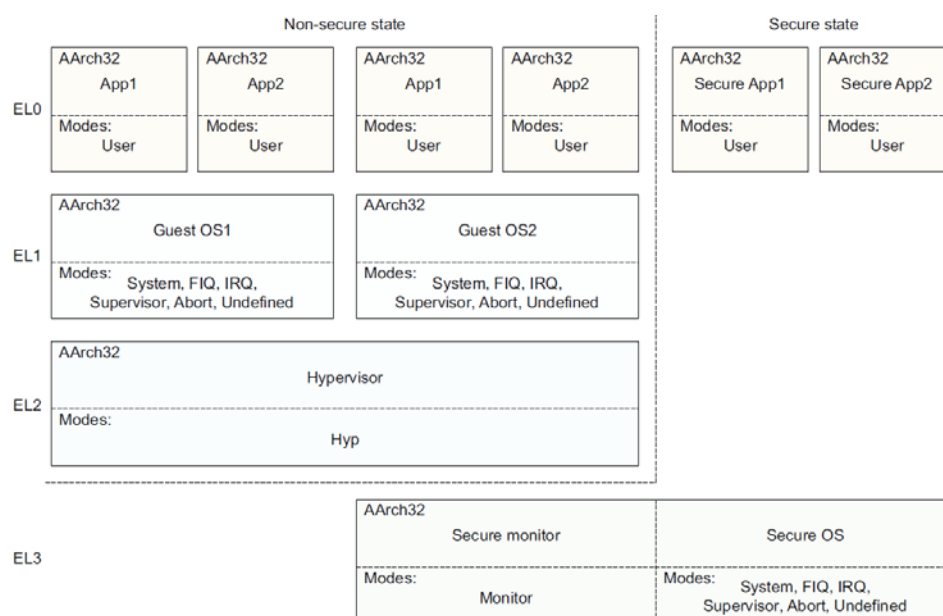 Non-secure state
Secure state
AArch32
App1
Modes:
User
AArch32
App2
Modes:
User
AArch32
App1
Modes:
User
AArch32
App2
Modes:
User
AArch32
Secure App1
Modes:
User
AArch32
Secure App2
Modes:
User
EL0
AArch32
Guest OS1
Modes:
System, FIQ, IRQ,
Supervisor, Abort, Undefined
AArch32
Guest OS2
Modes:
System, FIQ, IRQ,
Supervisor, Abort, Undefined
EL1
AArch32
Hypervisor
Modes:
Hyp
EL2
AArch32
Secure monitor
Modes:
Monitor
Secure OS
Modes:
System, FIQ, IRQ,
Supervisor, Abort, Undefined
EL3